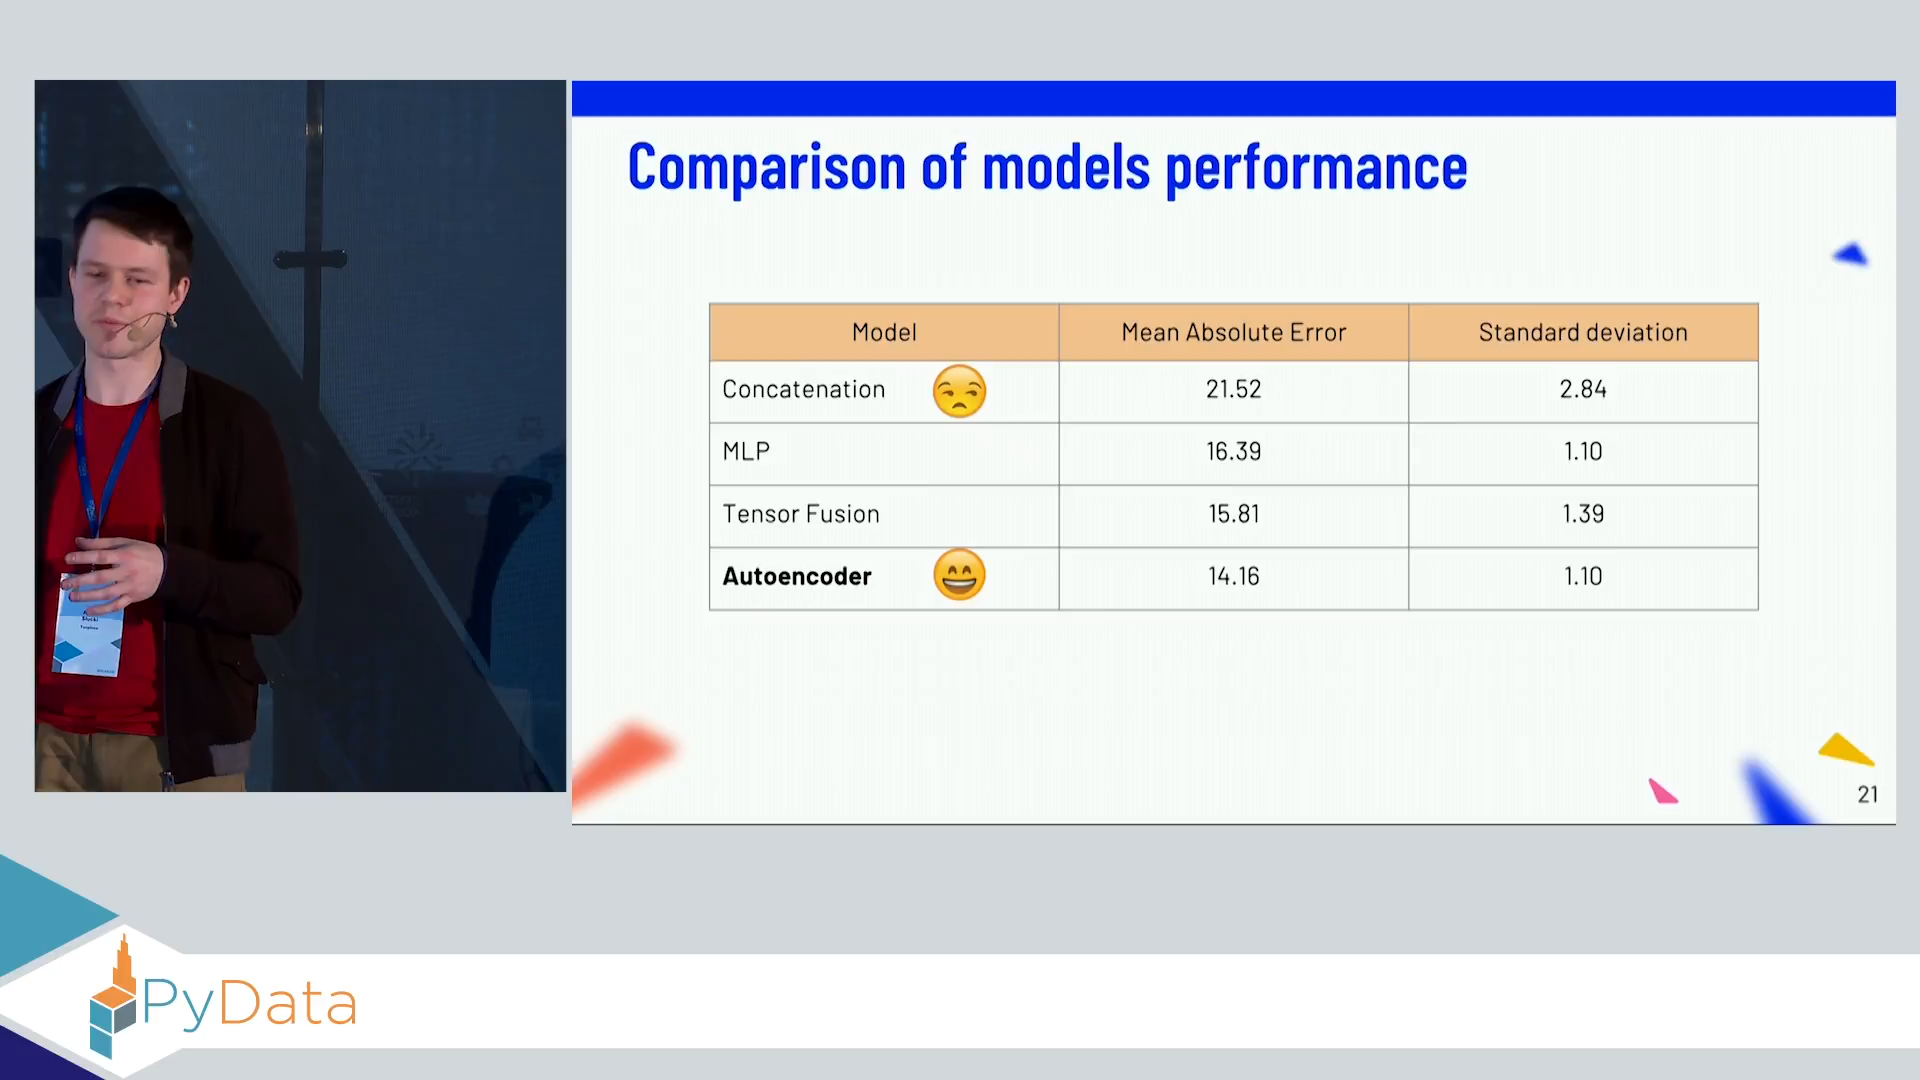 Comparison of models performance
Model Mean Absolute Error Standard deviation
Concatenation 21.52 2.84
MLP 16.39 1.10
Tensor Fusion 15.81 1.39
Autoencoder 14.16 1.10
21
Słucki
PyData